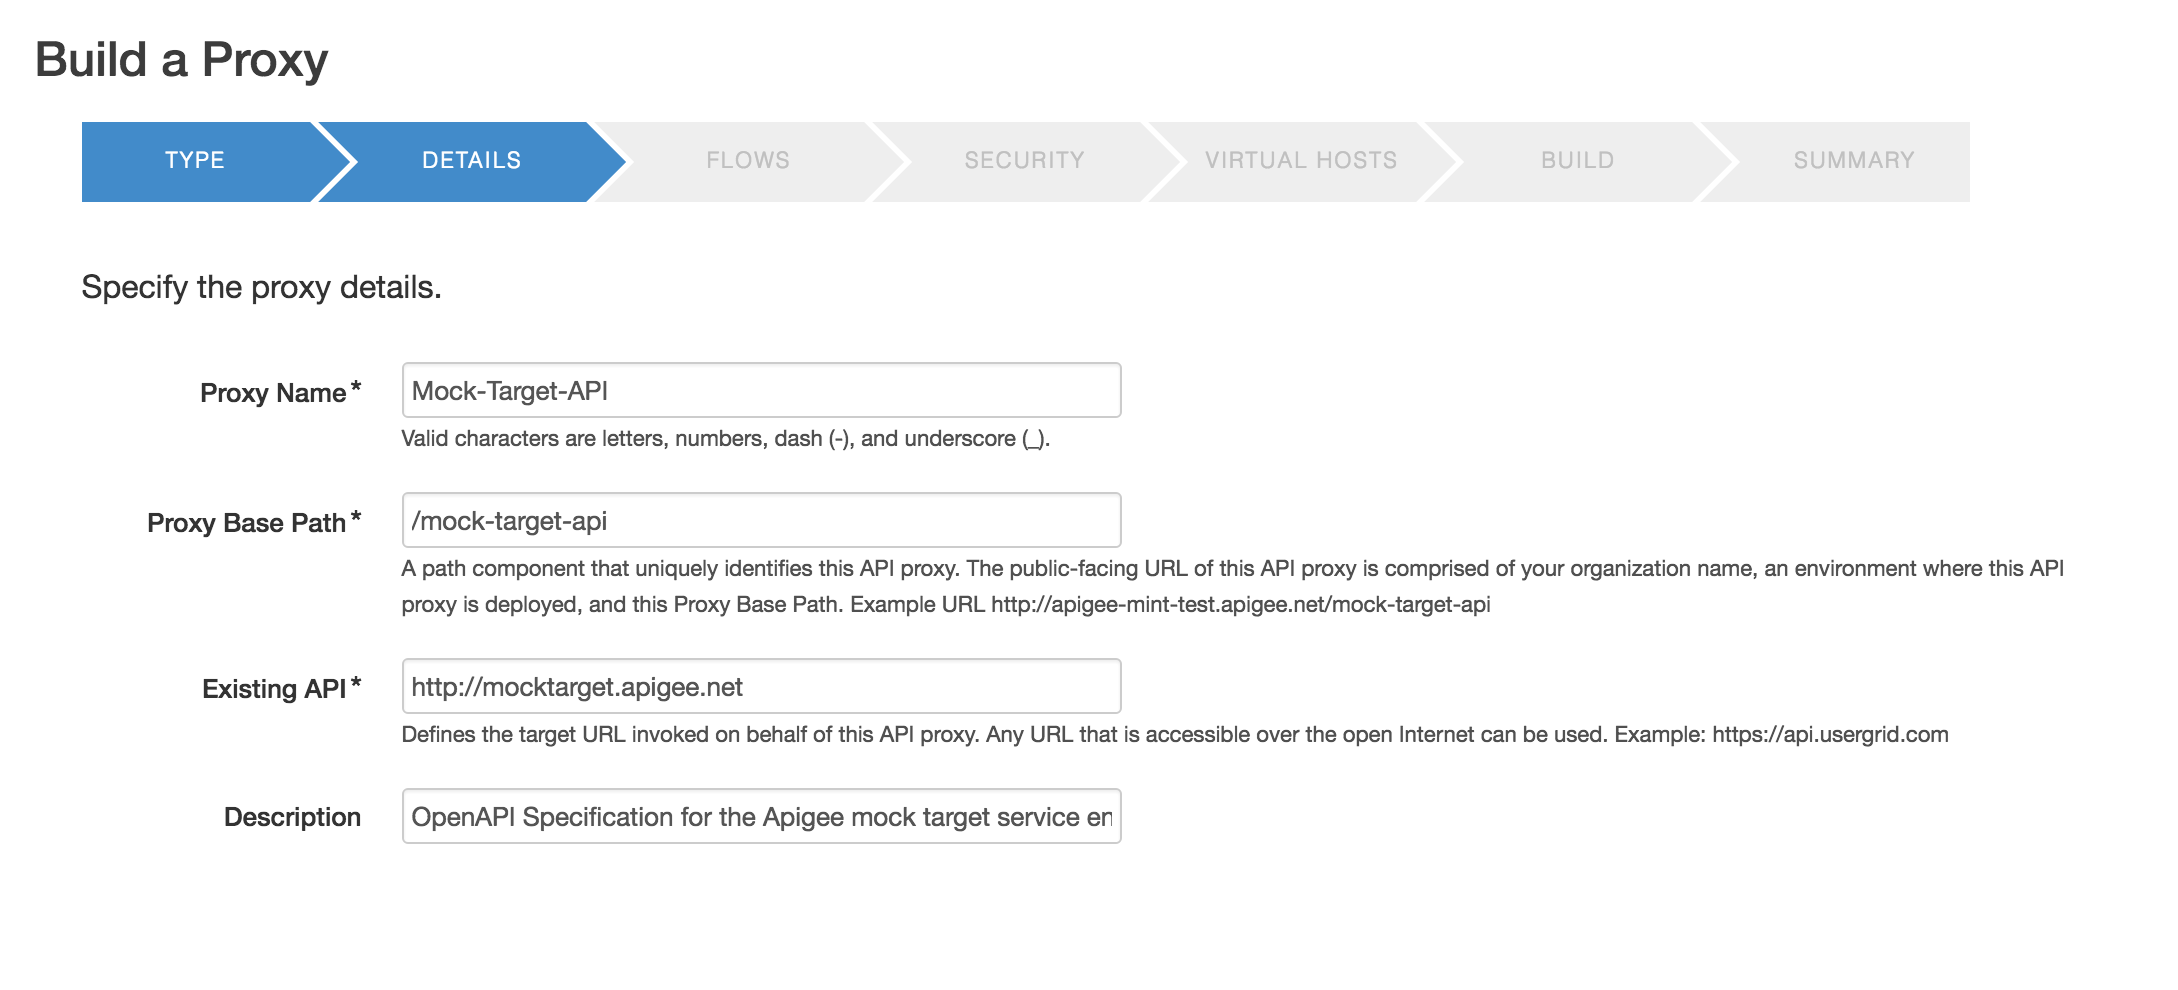 Build a Proxy
TYPE
DETAILS
FLOWS
SECURITY
VIRTUAL HOSTS
BUILD
SUMMARY
Specify the proxy details.
Proxy Name*
Mock-Target-API
Valid characters are letters, numbers, dash (-), and underscore (_).
Proxy Base Path*
/mock-target-api
A path component that uniquely identifies this API proxy. The public-facing URL of this API proxy is comprised of your organization name, an environment where this API
proxy is deployed, and this Proxy Base Path. Example URL http://apigee-mint-test.apigee.net/mock-target-api
Existing API*
http://mocktarget.apigee.net
Defines the target URL invoked on behalf of this API proxy. Any URL that is accessible over the open Internet can be used. Example: https://api.usergrid.com
Description
OpenAPI Specification for the Apigee mock target service